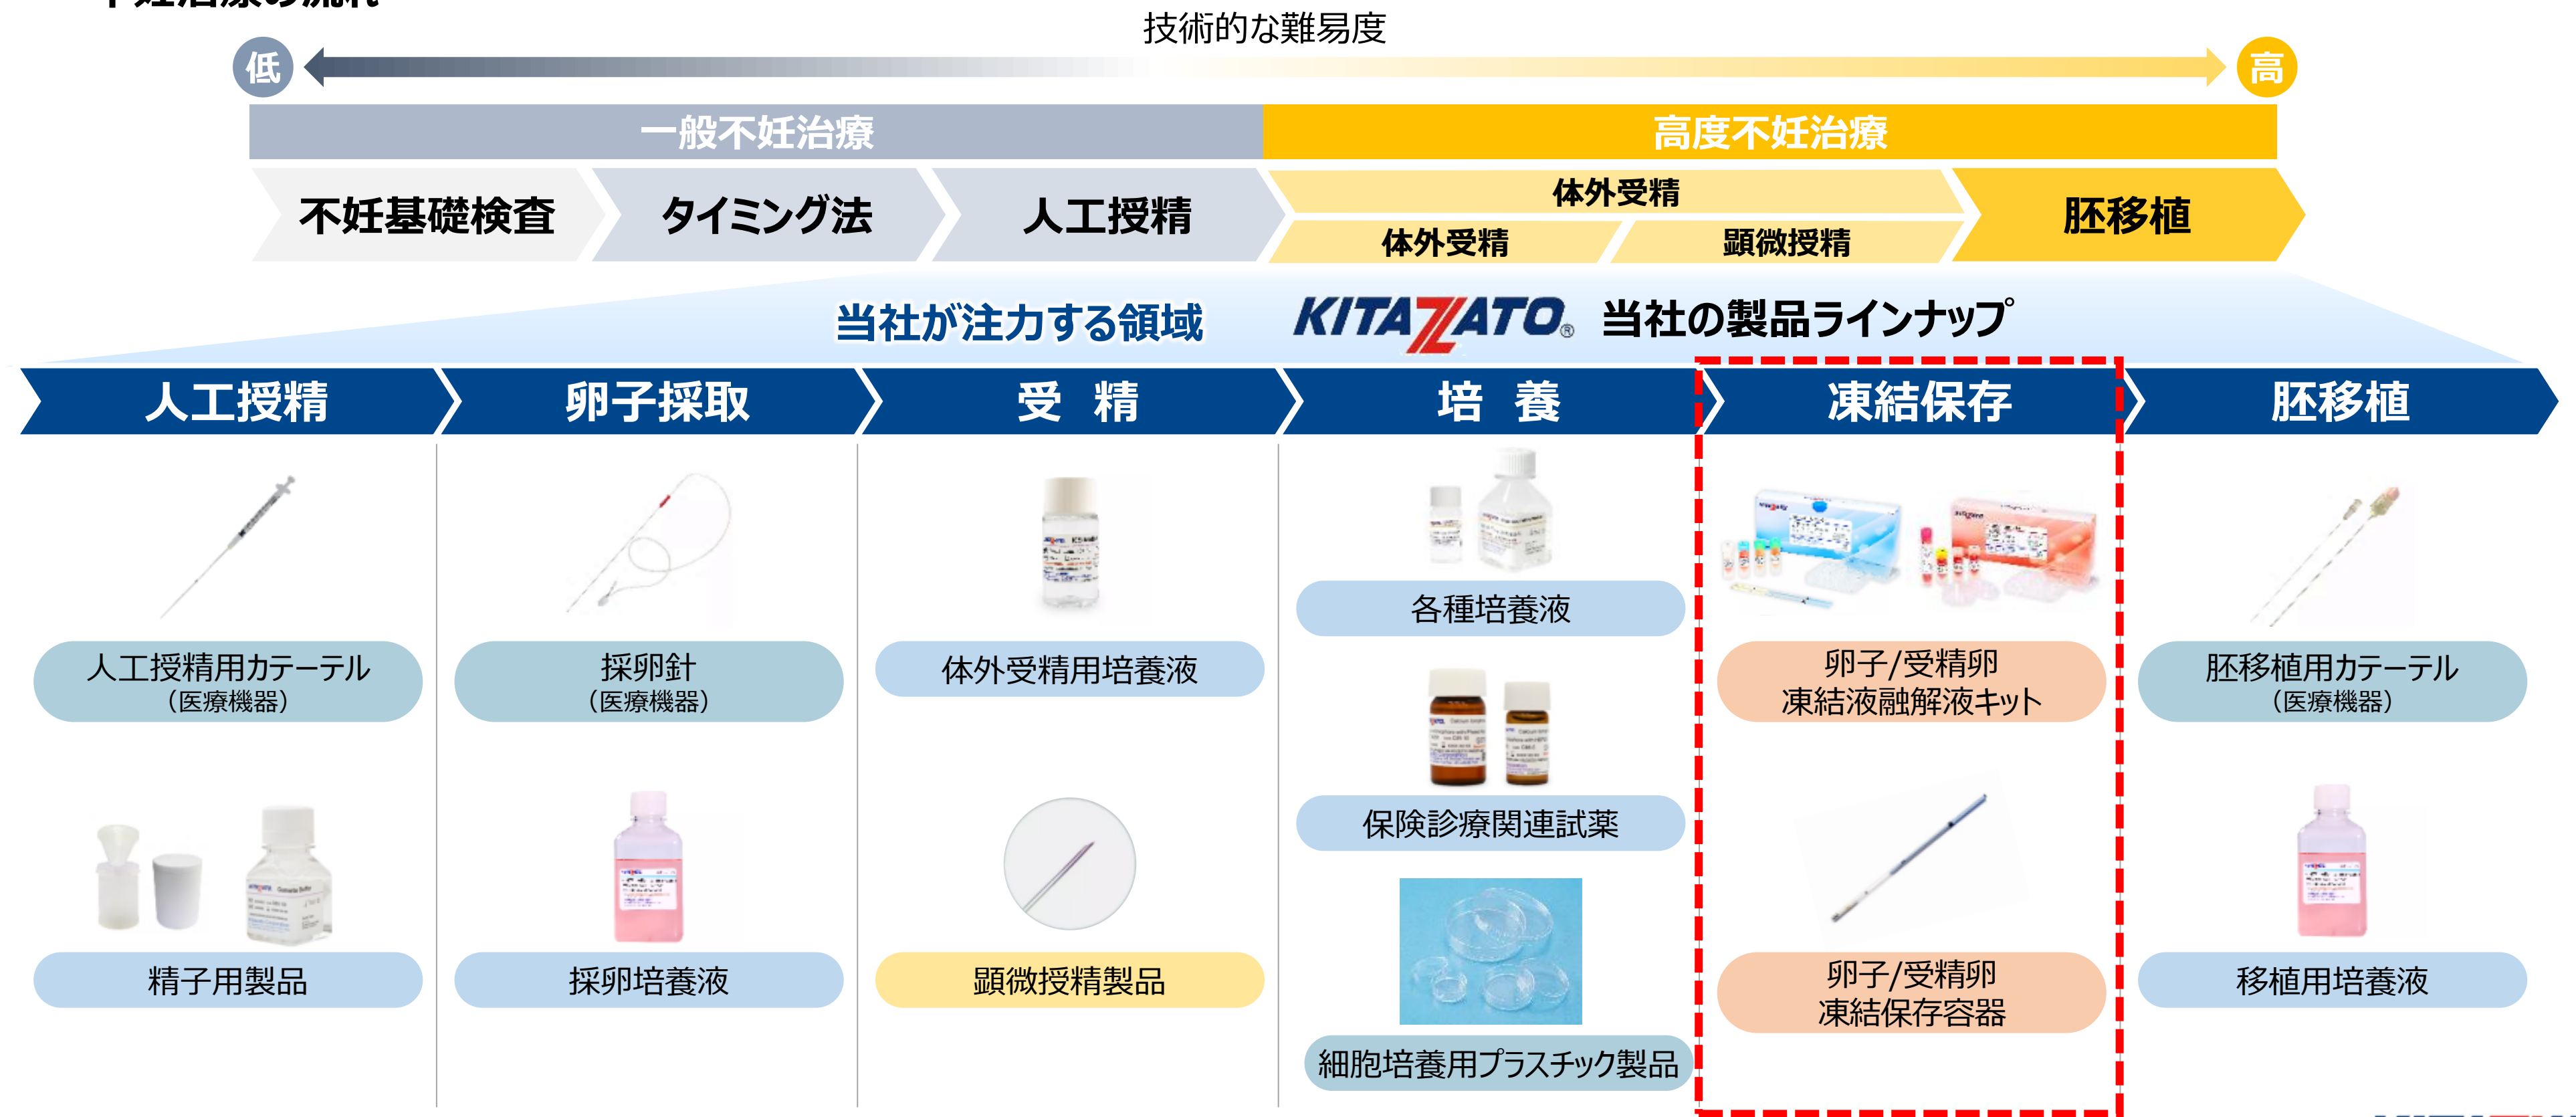 不妊治療の流れ
技術的な難易度
低
高
一般不妊治療
高度不妊治療
不妊基礎検査
タイミング法
人工授精
体外受精
体外受精
顕微授精
胚移植
当社が注力する領域
KITAZATO®
当社の製品ラインナップ
人工授精
卵子採取
受 精
培 養
凍結保存
胚移植
人工授精用カテーテル
（医療機器）
採卵針
（医療機器）
体外受精用培養液
各種培養液
卵子/受精卵
凍結液融解液キット
胚移植用カテーテル
（医療機器）
保険診療関連試薬
精子用製品
採卵培養液
顕微授精製品
細胞培養用プラスチック製品
卵子/受精卵
凍結保存容器
移植用培養液